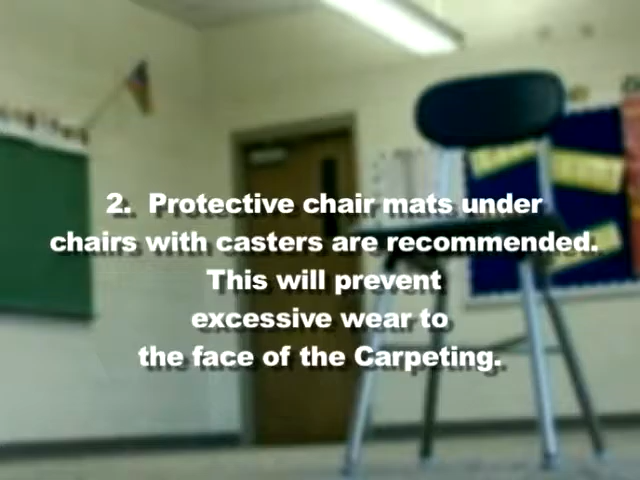 2.  Protective chair mats under
chairs with casters are recommended.
This will prevent
excessive wear to
the face of the Carpeting.